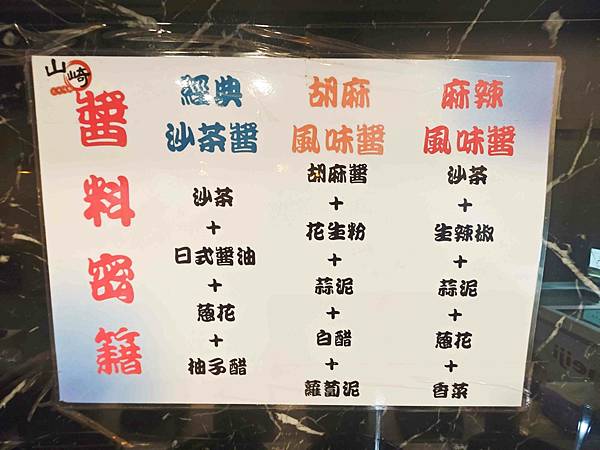 山崎
醬料密籍
經典
沙茶醬
沙茶
+
日式醬油
+
蔥花
+
柚子醋
胡麻
風味醬
胡麻醬
+
花生粉
+
蒜泥
+
白醋
+
蘿蔔泥
麻辣
風味醬
沙茶
+
生辣椒
+
蒜泥
+
蔥花
+
香菜